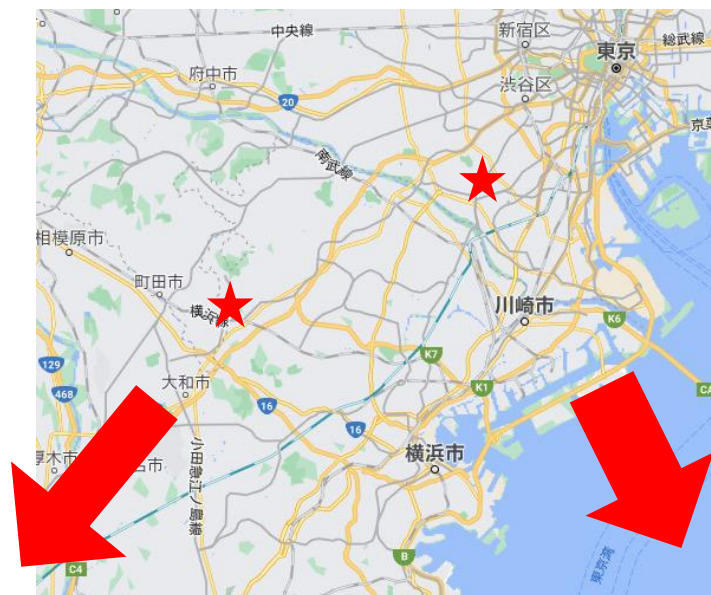 中央線
新宿区
東京
総武線
府中市
渋谷区
20
京葉
南武線
相模原市
町田市
横浜線
川崎市
K6
129
468
K7
K1
CA
大和市
16
16
横浜市
厚木市
小田急江ノ島線
B
C4
東京湾